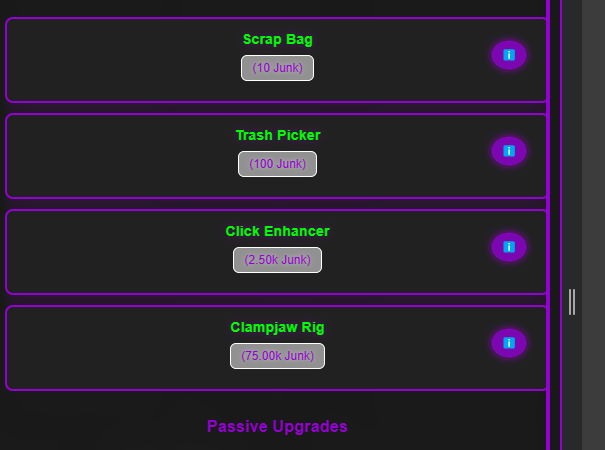 Scrap Bag
(10 Junk)
Trash Picker
(100 Junk)
Click Enhancer
(2.50k Junk)
Clampjaw Rig
(75.00k Junk)
Passive Upgrades